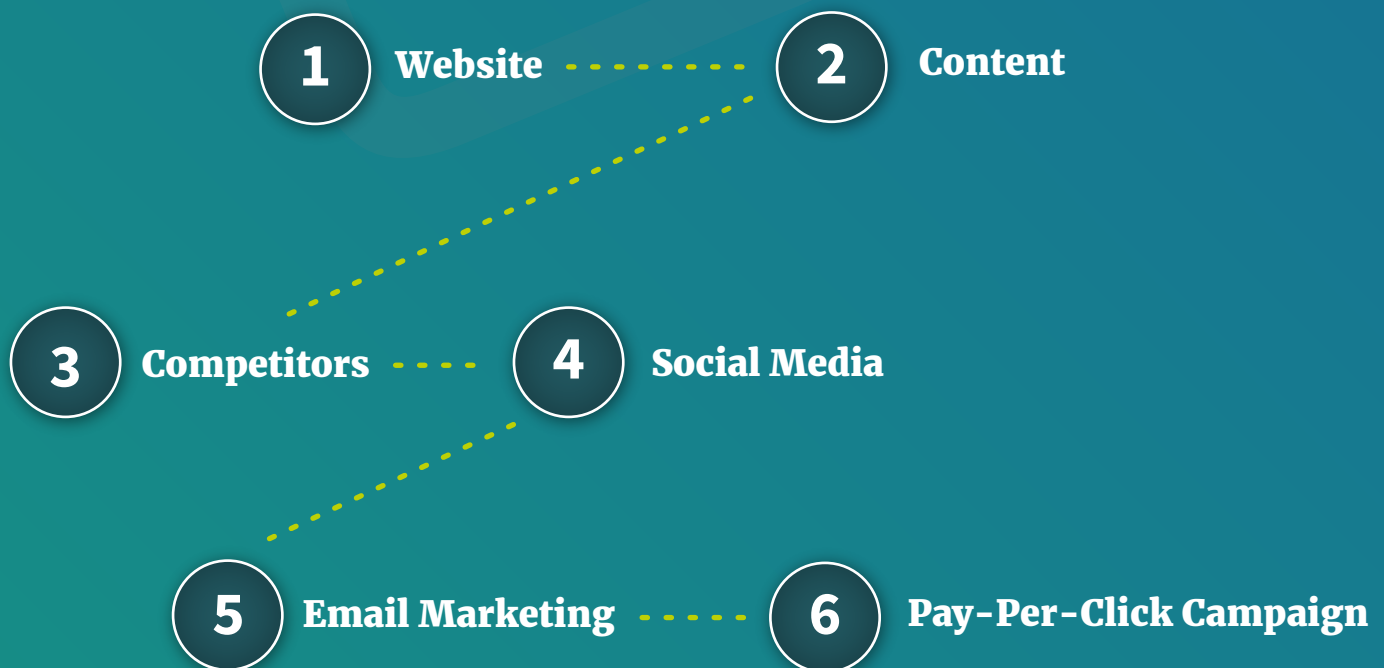 1 Website
2 Content
3 Competitors
4 Social Media
5 Email Marketing
6 Pay-Per-Click Campaign